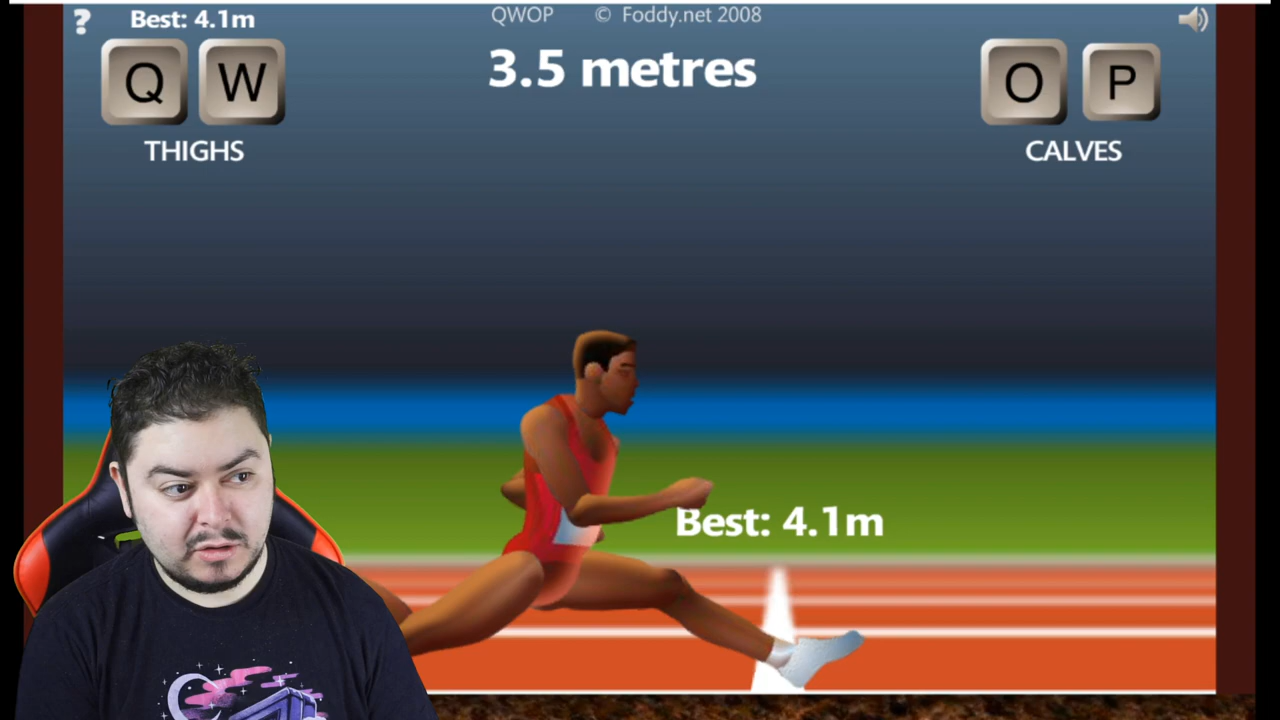 ? Best: 4.1m QWOP © Foddy.net 2008
Q W 3.5 metres O P
THIGHS CALVES
Best: 4.1m